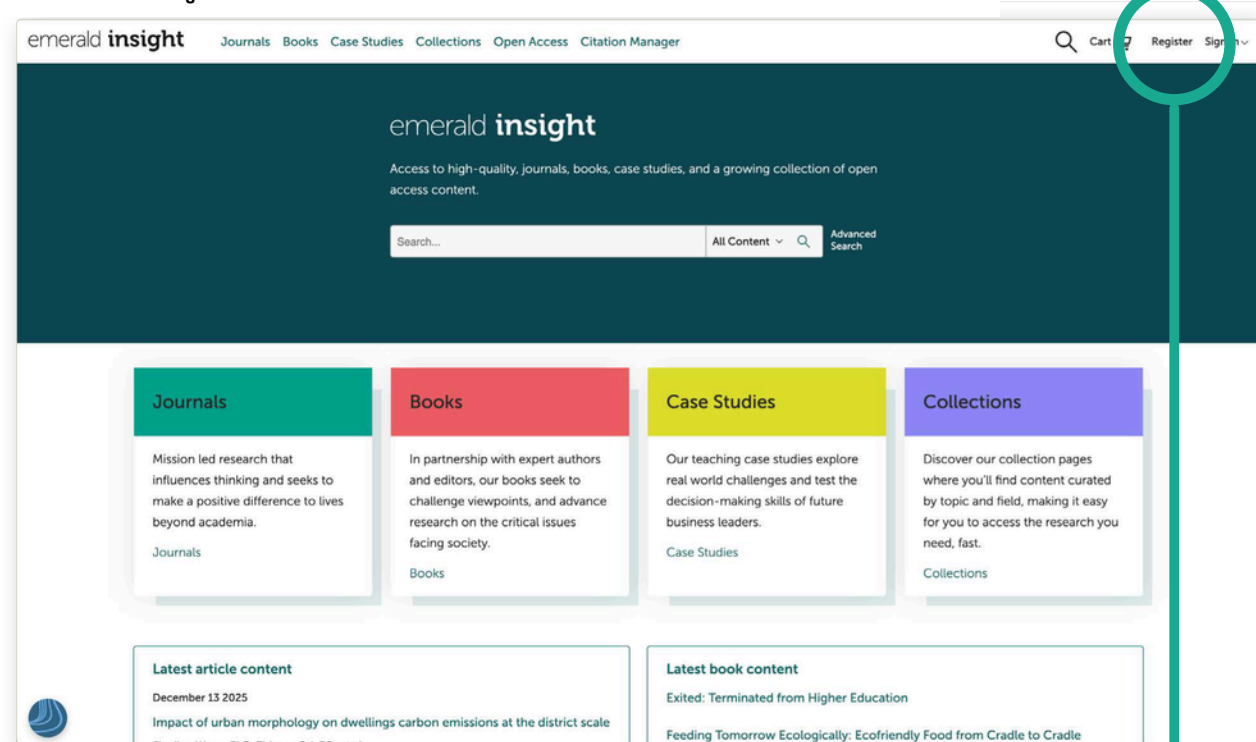 emerald insight
Journals Books Case Studies Collections Open Access Citation Manager
Cart
Register
emerald insight
Access to high-quality, journals, books, case studies, and a growing collection of open
access content.
Search...
All Content
Advanced
Search
Journals
Mission led research that
influences thinking and seeks to
make a positive difference to lives
beyond academia.
Journals
Books
In partnership with expert authors
and editors, our books seek to
challenge viewpoints, and advance
research on the critical issues
facing society.
Books
Case Studies
Our teaching case studies explore
real world challenges and test the
decision-making skills of future
business leaders.
Case Studies
Collections
Discover our collection pages
where you'll find content curated
by topic and field, making it easy
for you to access the research you
need, fast.
Collections
Latest article content
December 13 2025
Impact of urban morphology on dwellings carbon emissions at the district scale
Latest book content
Exited: Terminated from Higher Education
Feeding Tomorrow Ecologically: Ecofriendly Food from Cradle to Cradle